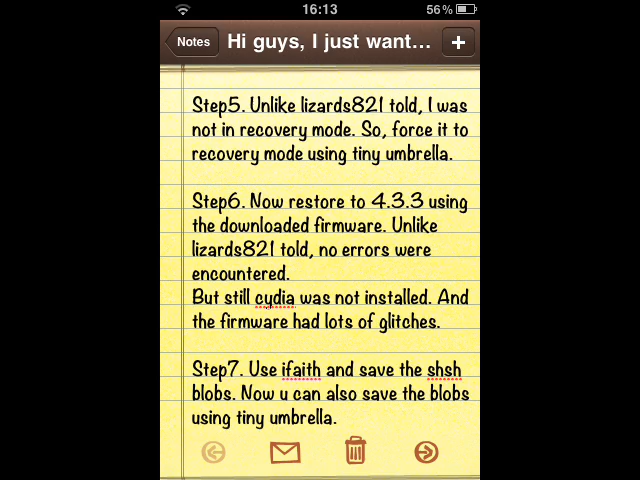 16:13
56%
Notes
Hi guys, I just want...
+
Step5. Unlike lizards821 told, I was
not in recovery mode. So, force it to
recovery mode using tiny umbrella.
Step6. Now restore to 4.3.3 using
the downloaded firmware. Unlike
lizards821 told, no errors were
encountered.
But still cydia was not installed. And
the firmware had lots of glitches.
Step7. Use ifaith and save the shsh
blobs. Now u can also save the blobs
using tiny umbrella.